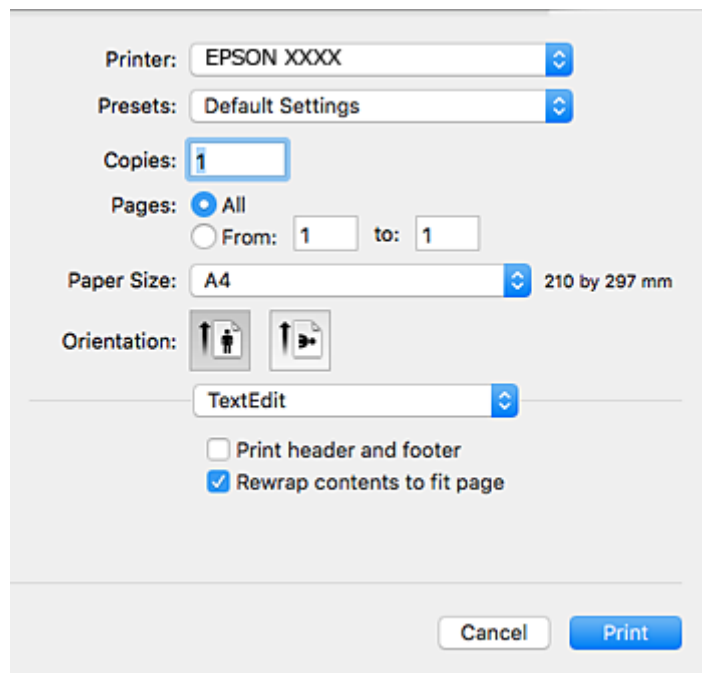 Printer: EPSON XXXX
Presets: Default Settings
Copies: 1
Pages: All
From: 1 to: 1
Paper Size: A4 210 by 297 mm
Orientation:
TextEdit
Print header and footer
Rewrap contents to fit page
Cancel Print